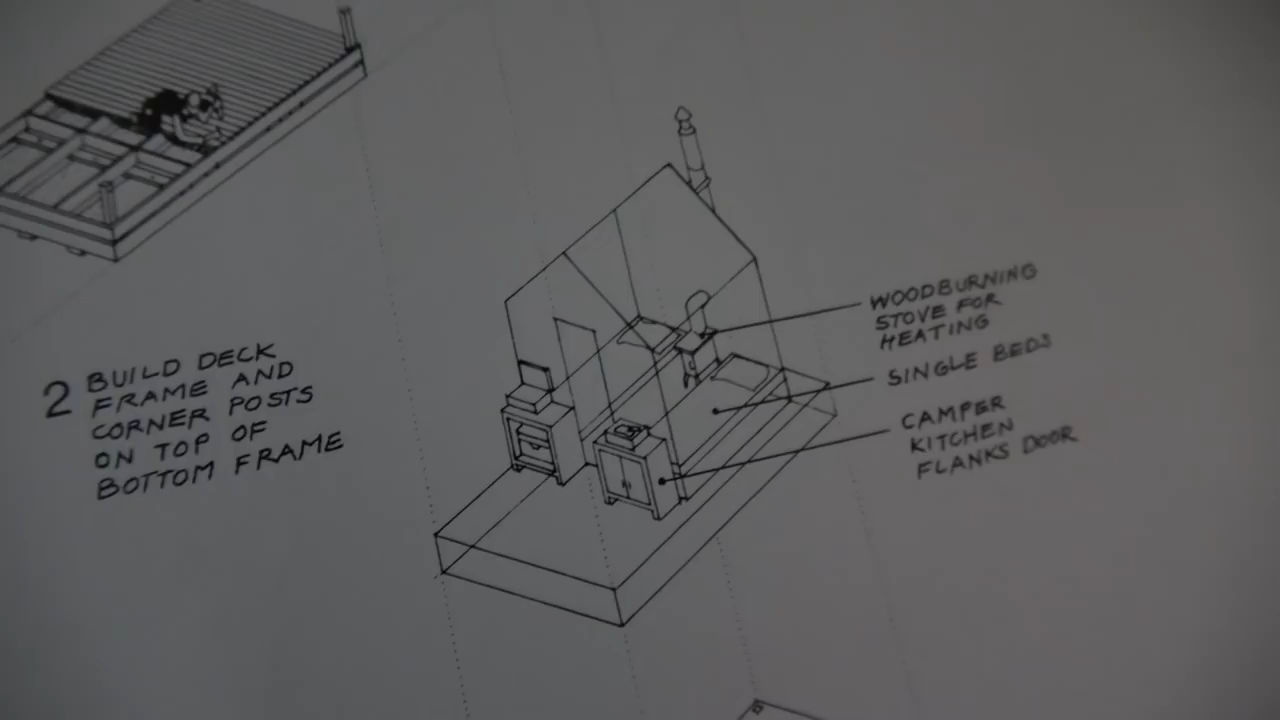 2 BUILD DECK
FRAME AND
CORNER POSTS
ON TOP OF
BOTTOM FRAME
WOODBURNING
STOVE FOR
HEATING
SINGLE BEDS
CAMPER
KITCHEN
FLANKS DOOR